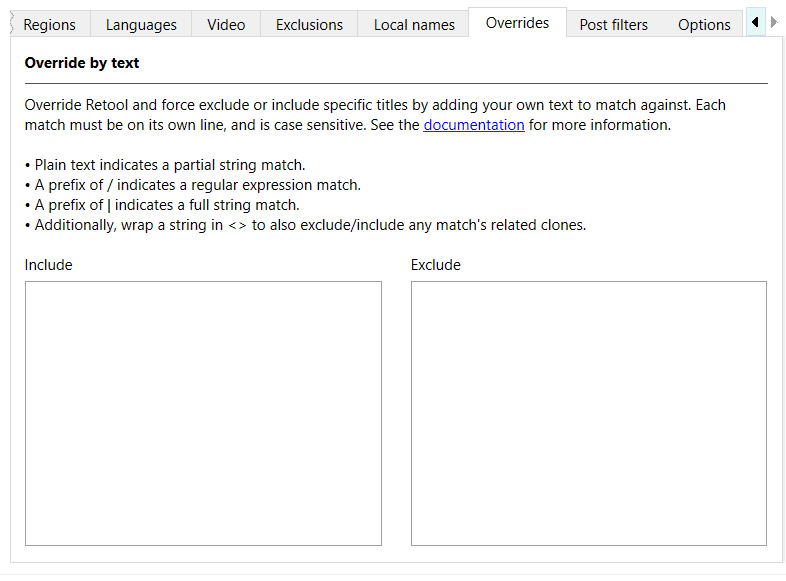 Regions Languages Video Exclusions Local names Overrides Post filters Options
Override by text
Override Retool and force exclude or include specific titles by adding your own text to match against. Each
match must be on its own line, and is case sensitive. See the documentation for more information.
• Plain text indicates a partial string match.
• A prefix of / indicates a regular expression match.
• A prefix of | indicates a full string match.
• Additionally, wrap a string in <> to also exclude/include any match's related clones.
Include Exclude